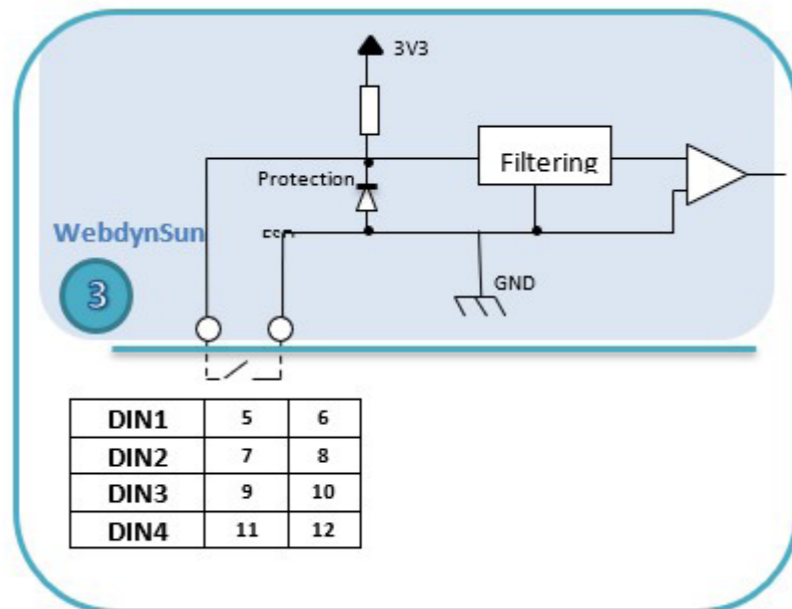 3V3
Filtering
Protection
WebdynSun
GND
3
DIN1 5 6
DIN2 7 8
DIN3 9 10
DIN4 11 12